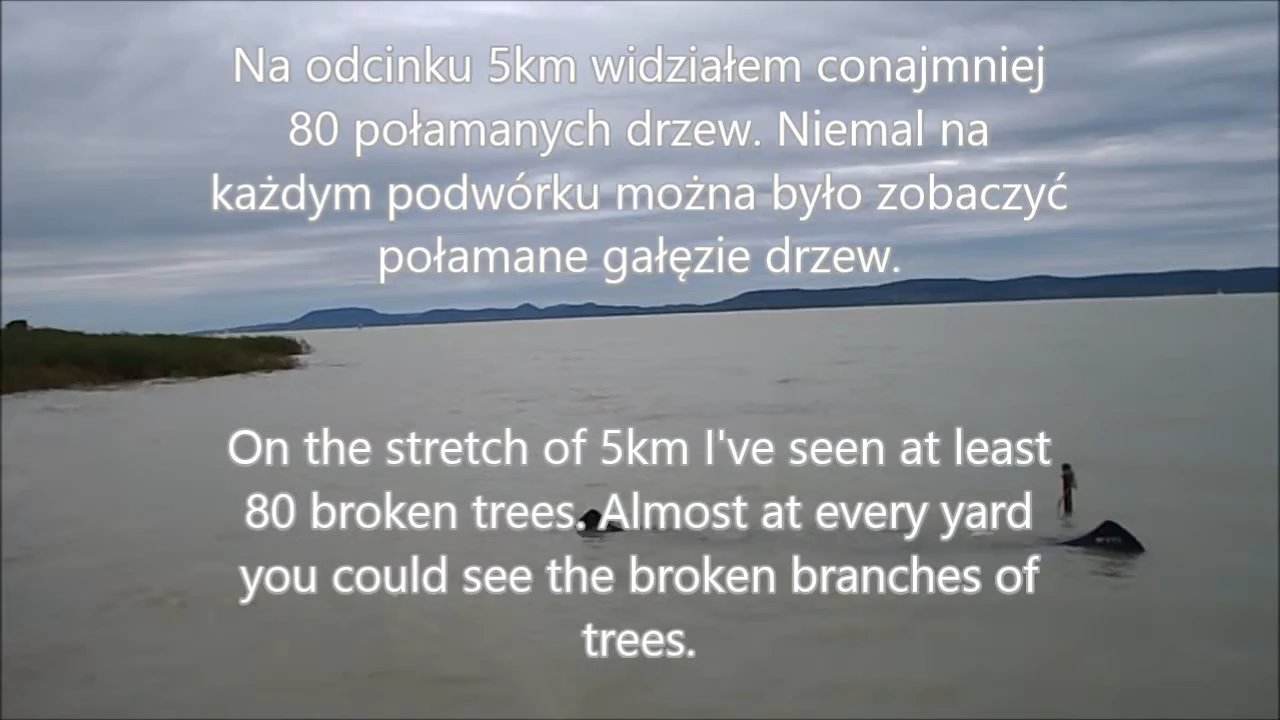 Na odcinku 5km widziałem conajmniej
80 połamanych drzew. Niemal na
każdym podwórku można było zobaczyć
połamane gałęzie drzew.
On the stretch of 5km I've seen at least
80 broken trees. Almost at every yard
you could see the broken branches of
trees.